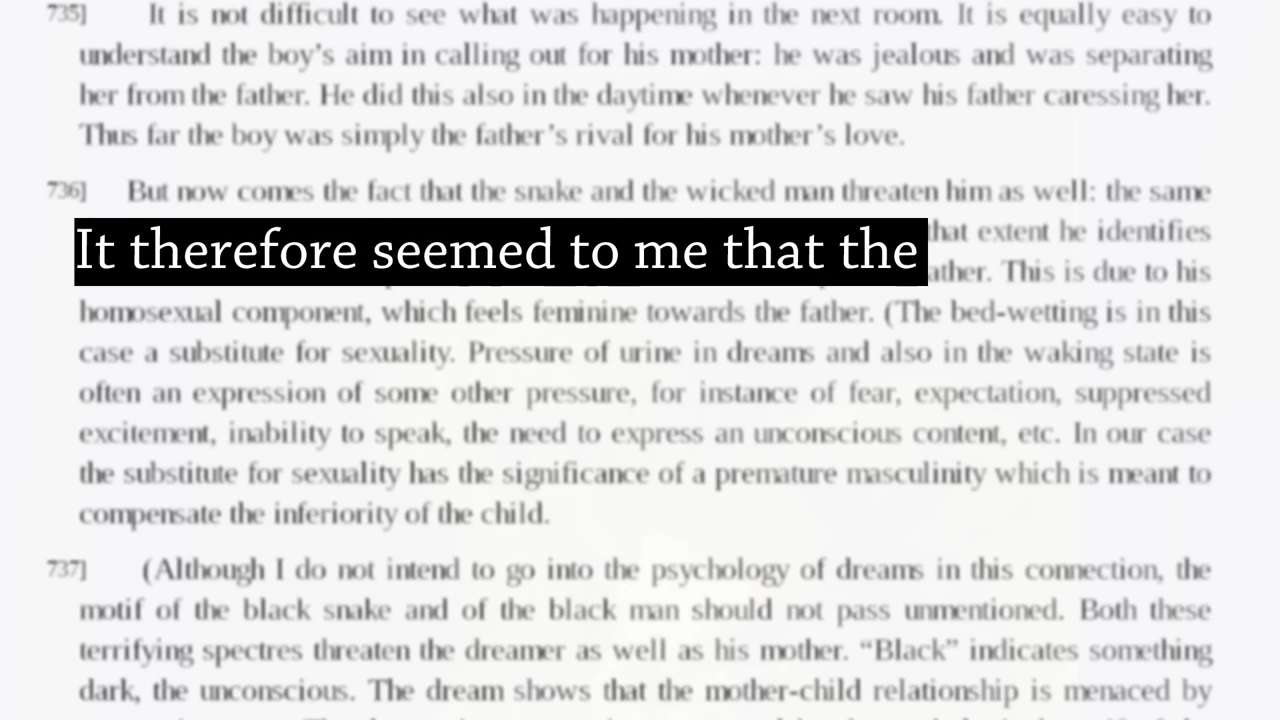 735] It is not difficult to see what was happening in the next room. It is equally easy to
understand the boy’s aim in calling out for his mother: he was jealous and was separating
her from the father. He did this also in the daytime whenever he saw his father caressing her.
Thus far the boy was simply the father’s rival for his mother’s love.
736] But now comes the fact that the snake and the wicked man threaten him as well: the same
that extent he identifies
It therefore seemed to me that the
ather. This is due to his
homosexual component, which feels feminine towards the father. (The bed-wetting is in this
case a substitute for sexuality. Pressure of urine in dreams and also in the waking state is
often an expression of some other pressure, for instance of fear, expectation, suppressed
excitement, inability to speak, the need to express an unconscious content, etc. In our case
the substitute for sexuality has the significance of a premature masculinity which is meant to
compensate the inferiority of the child.
737] (Although I do not intend to go into the psychology of dreams in this connection, the
motif of the black snake and of the black man should not pass unmentioned. Both these
terrifying spectres threaten the dreamer as well as his mother. “Black” indicates something
dark, the unconscious. The dream shows that the mother-child relationship is menaced by